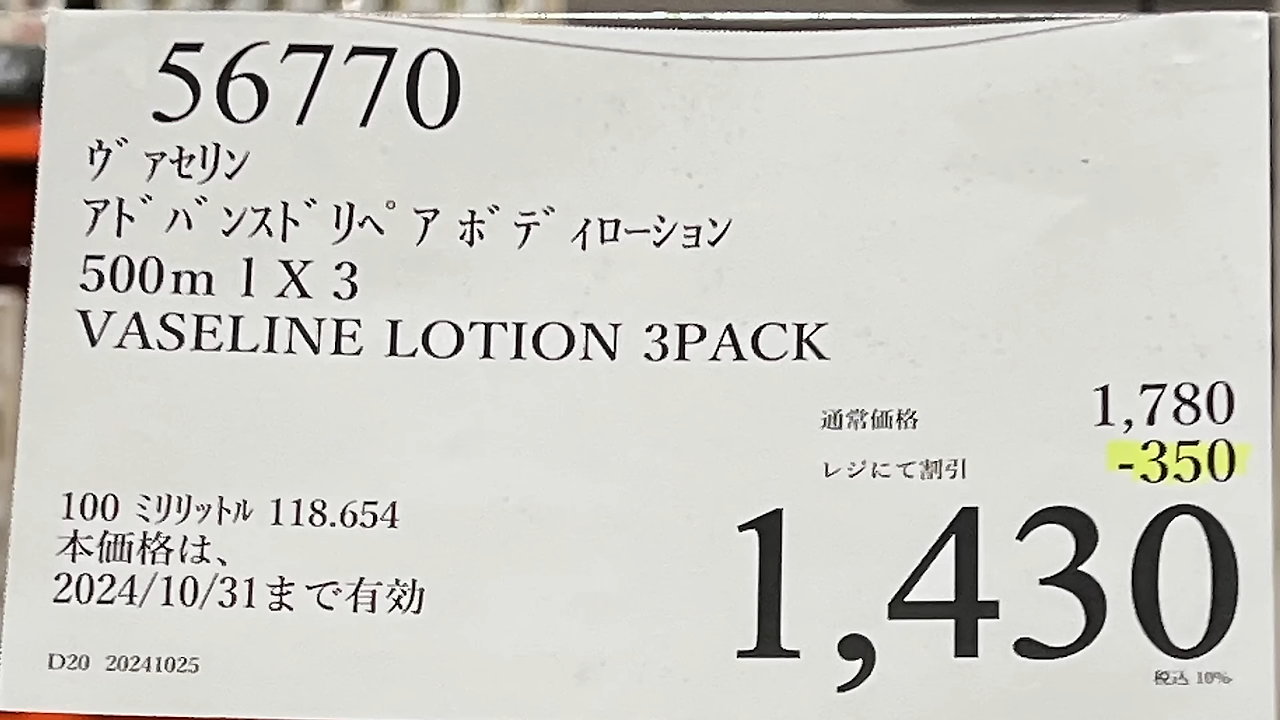 56770
ヴァセリン
アドバンスドリペア ボディローション
500ml X 3
VASELINE LOTION 3PACK
通常価格 1,780
レジにて割引 -350
1,430
税込 10%
100 ミリリットル 118.654
本価格は、
2024/10/31まで有効
D20 20241025